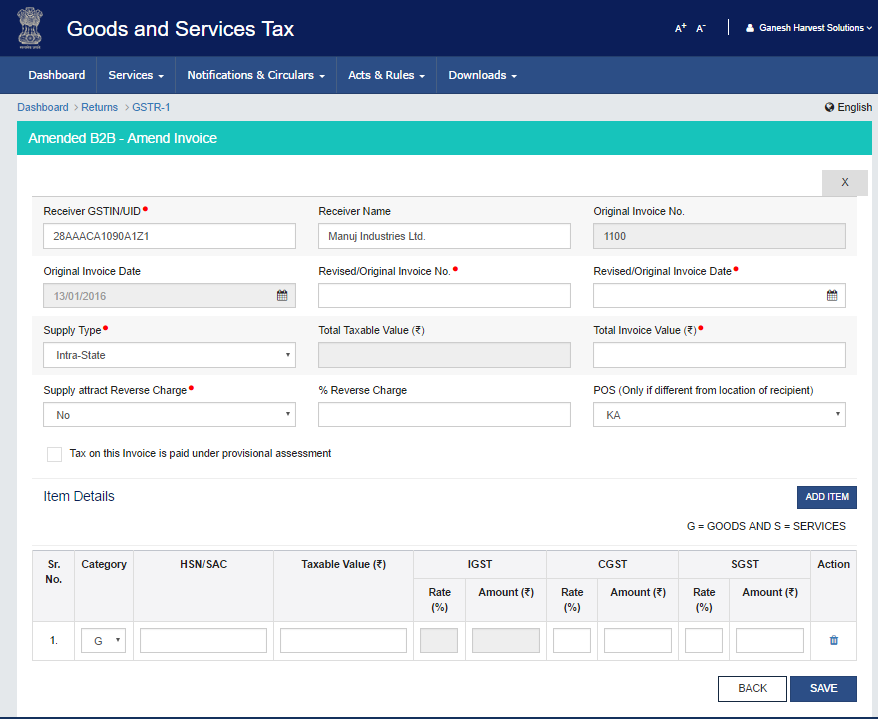 Goods and Services Tax
A+ A-
Ganesh Harvest Solutions
Dashboard Services Notifications & Circulars Acts & Rules Downloads
Dashboard > Returns > GSTR-1
English
Amended B2B - Amend Invoice
X
Receiver GSTIN/UID Receiver Name Original Invoice No.
28AAACA1090A1Z1 Manuj Industries Ltd. 1100
Original Invoice Date Revised/Original Invoice No. Revised/Original Invoice Date
13/01/2016
Supply Type Total Taxable Value (₹) Total Invoice Value (₹)
Intra-State
Supply attract Reverse Charge % Reverse Charge POS (Only if different from location of recipient)
No KA
Tax on this Invoice is paid under provisional assessment
Item Details ADD ITEM
G = GOODS AND S = SERVICES
Sr. No. Category HSN/SAC Taxable Value (₹) IGST CGST SGST Action
Rate (%) Amount (₹) Rate (%) Amount (₹) Rate (%) Amount (₹)
1. G
BACK SAVE